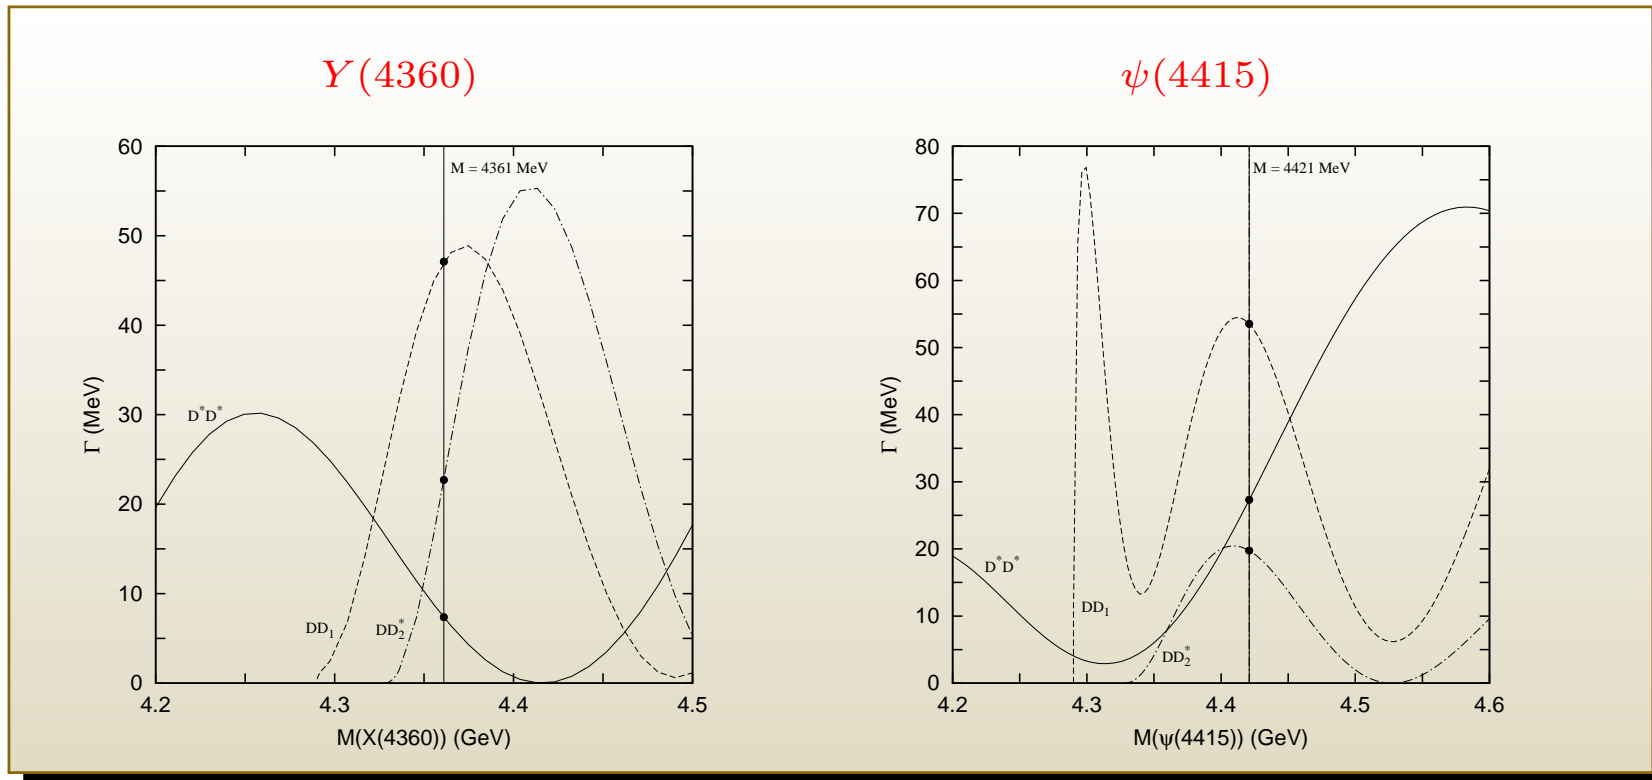 Y(4360)
60
50
40
30
20
10
0
Γ (MeV)
M = 4361 MeV
D*D*
DD₁
DD₂*
4.2
4.3
4.4
4.5
M(X(4360)) (GeV)
ψ(4415)
80
70
60
50
40
30
20
10
0
Γ (MeV)
M = 4421 MeV
D*D*
DD₁
DD₂*
4.2
4.3
4.4
4.5
4.6
M(ψ(4415)) (GeV)